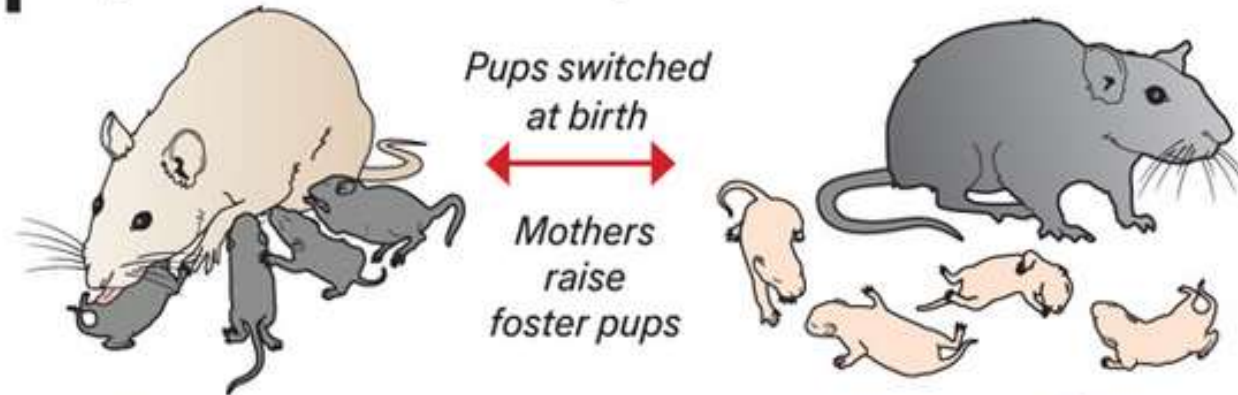 Pups switched
at birth
Mothers
raise
foster pups